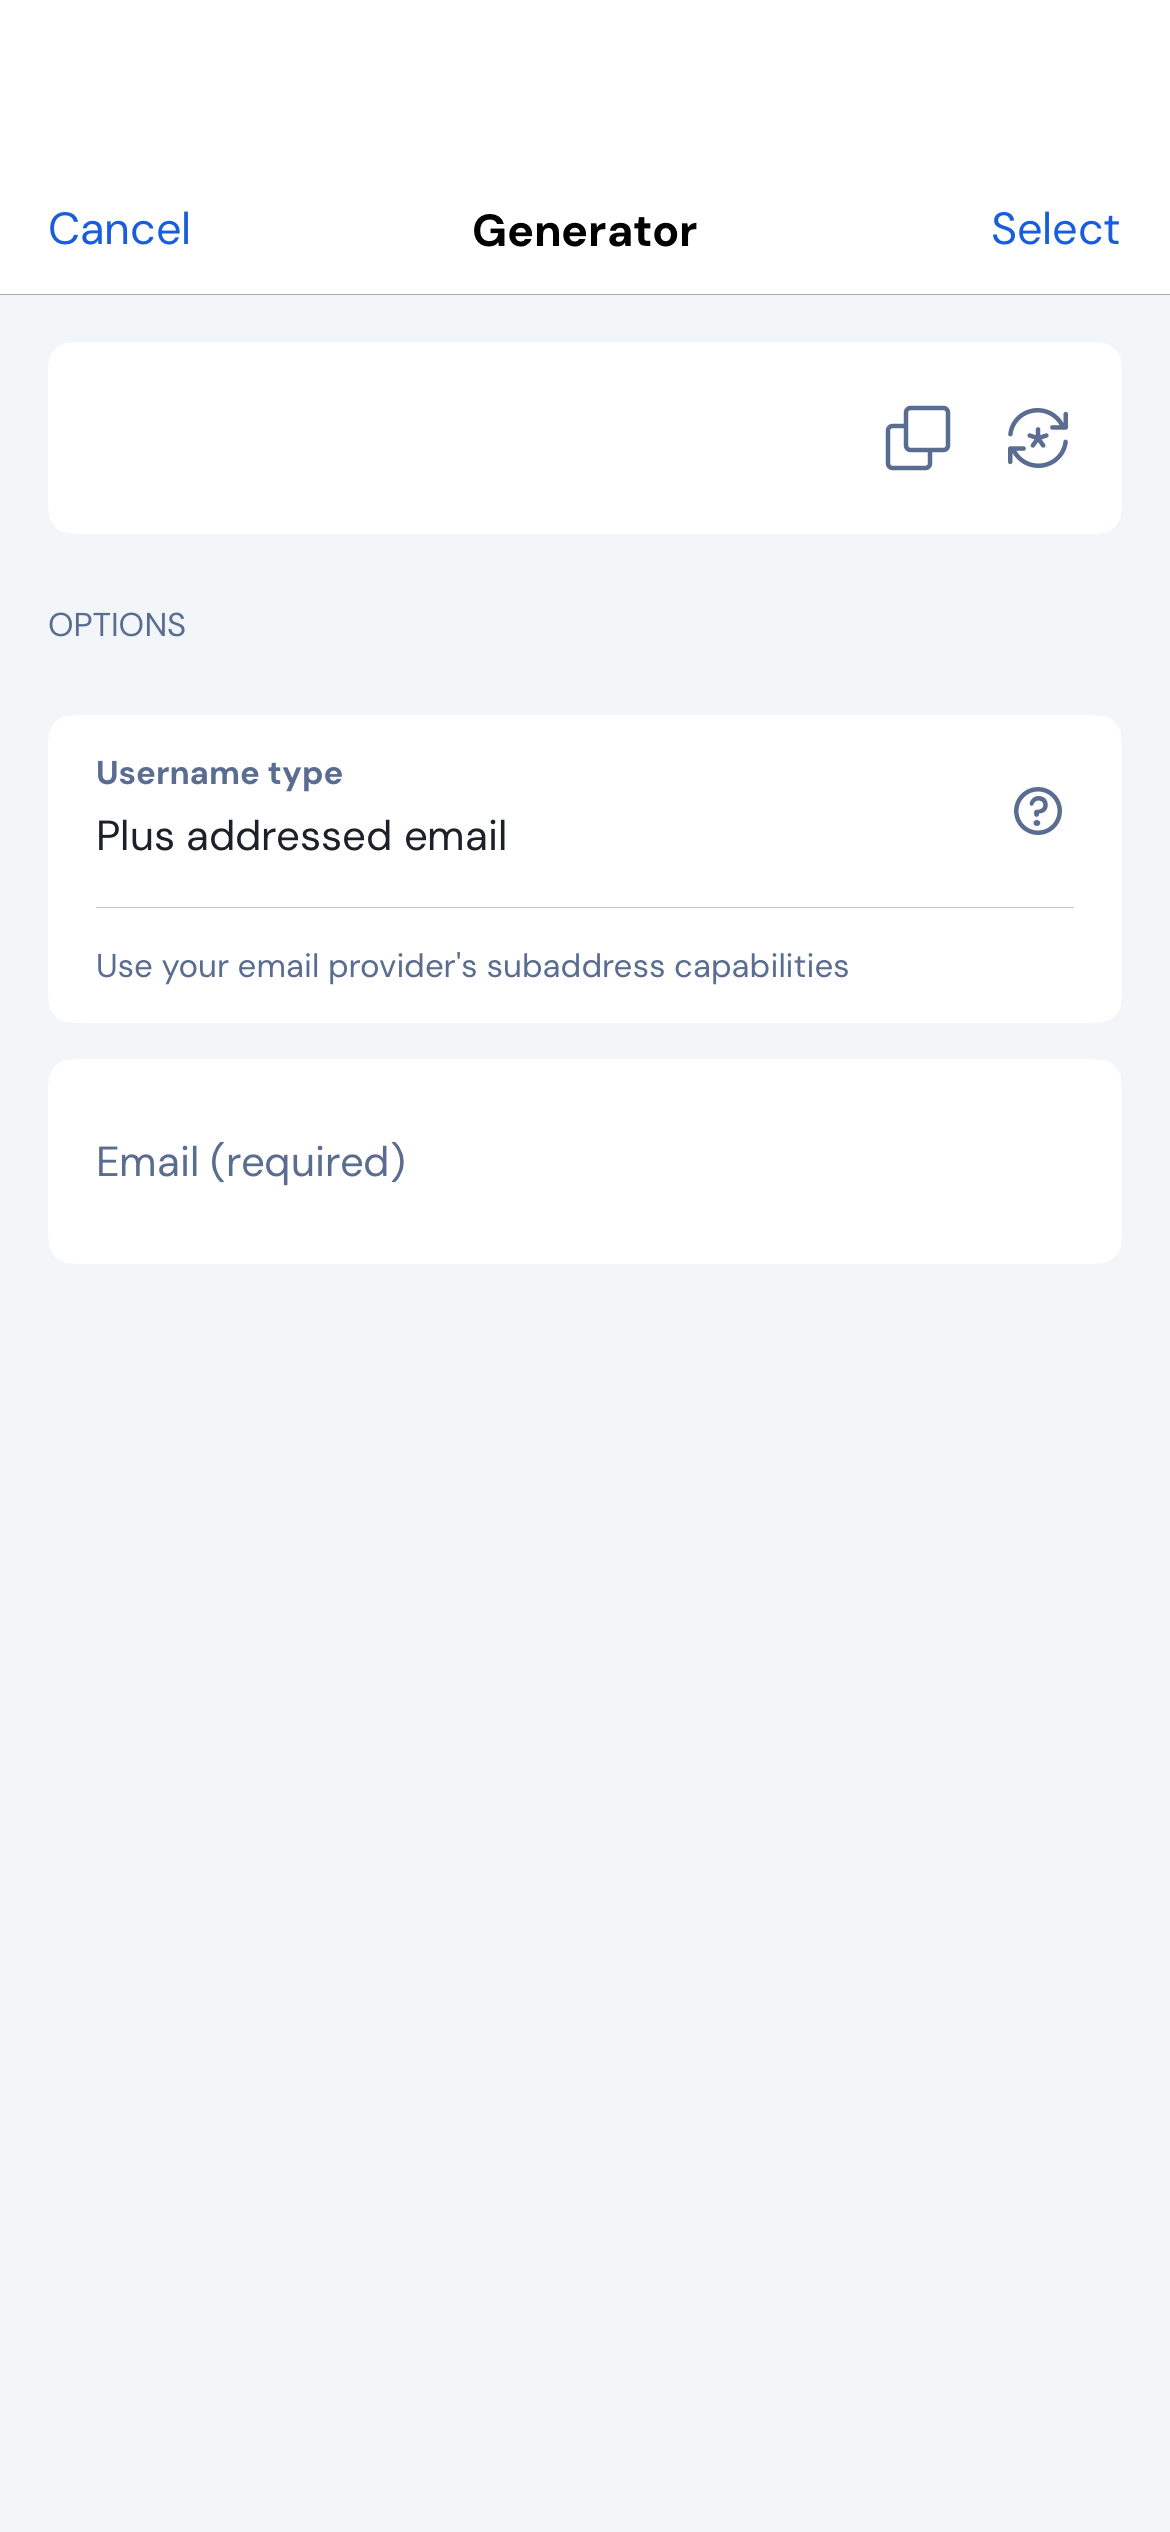 Cancel
Generator
Select
OPTIONS
Username type
Plus addressed email
Use your email provider's subaddress capabilities
Email (required)